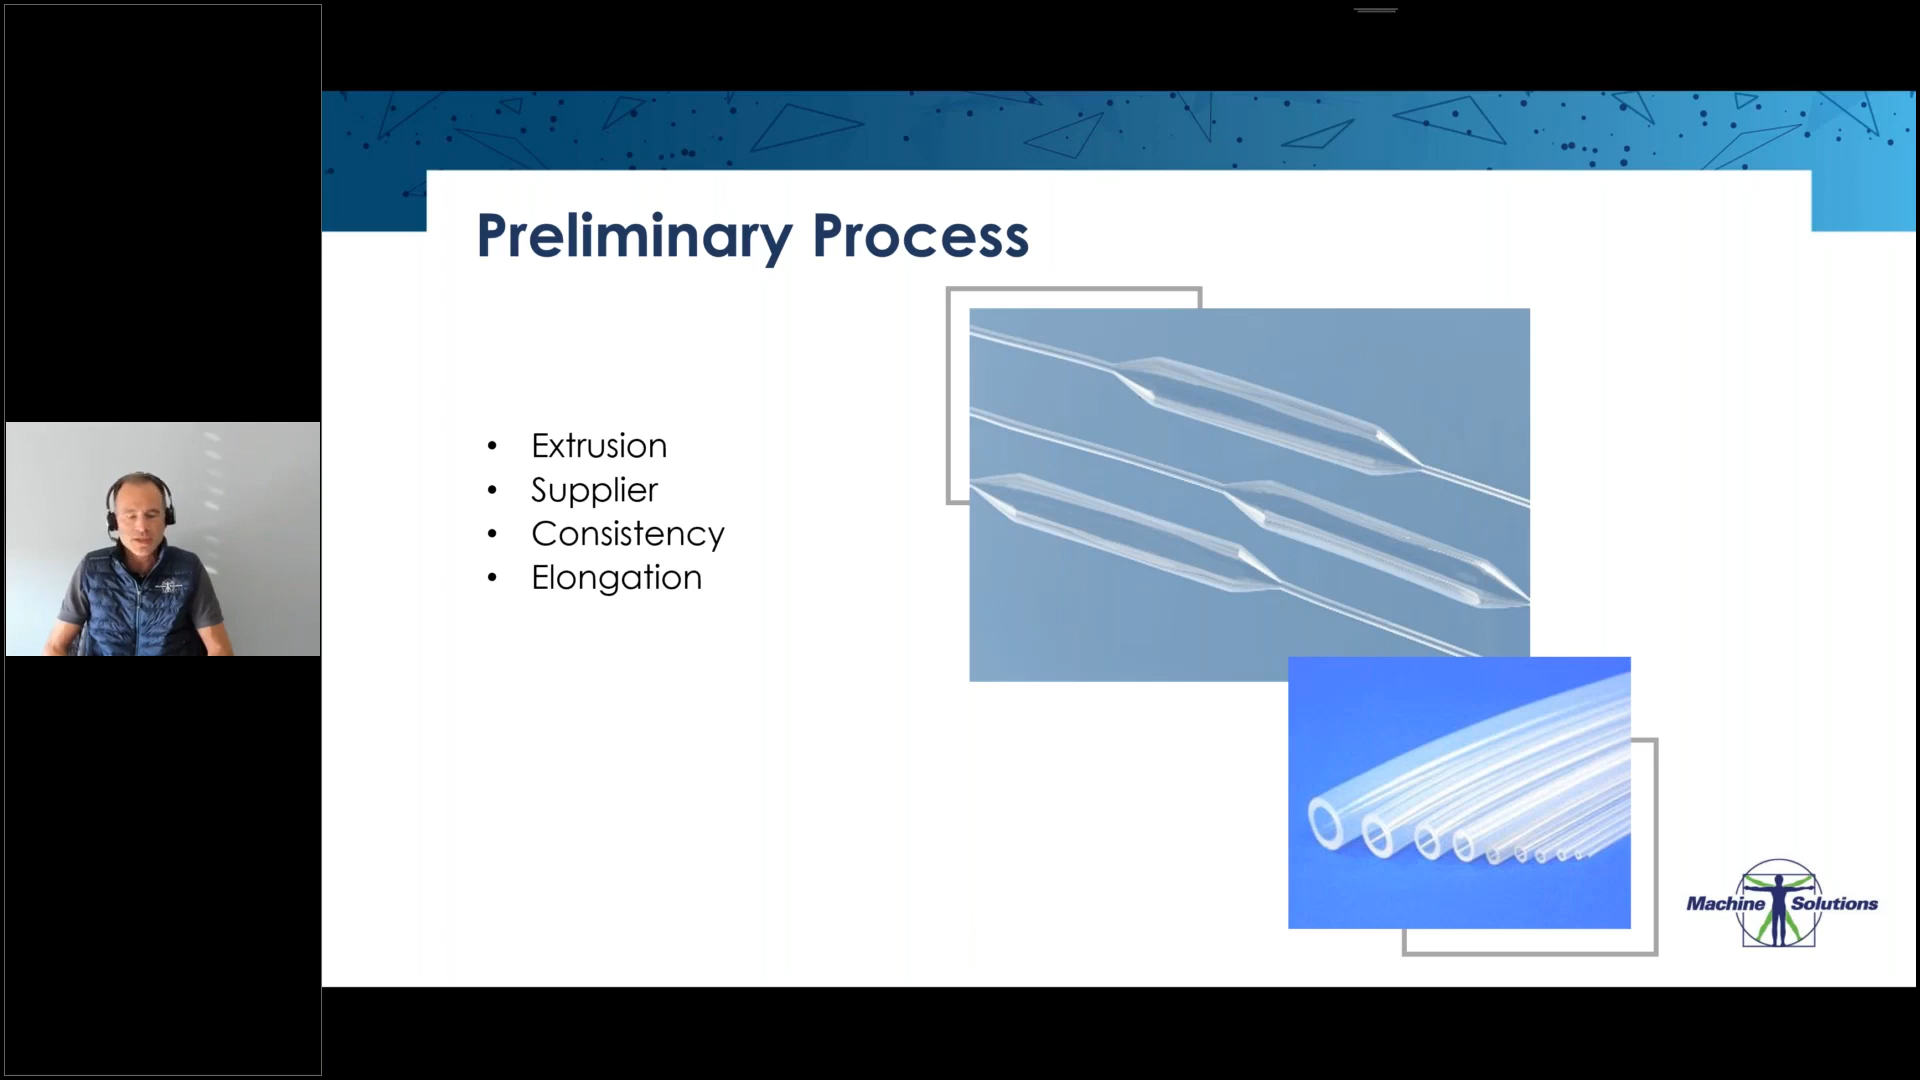 Preliminary Process
• Extrusion
• Supplier
• Consistency
• Elongation
Machine Solutions